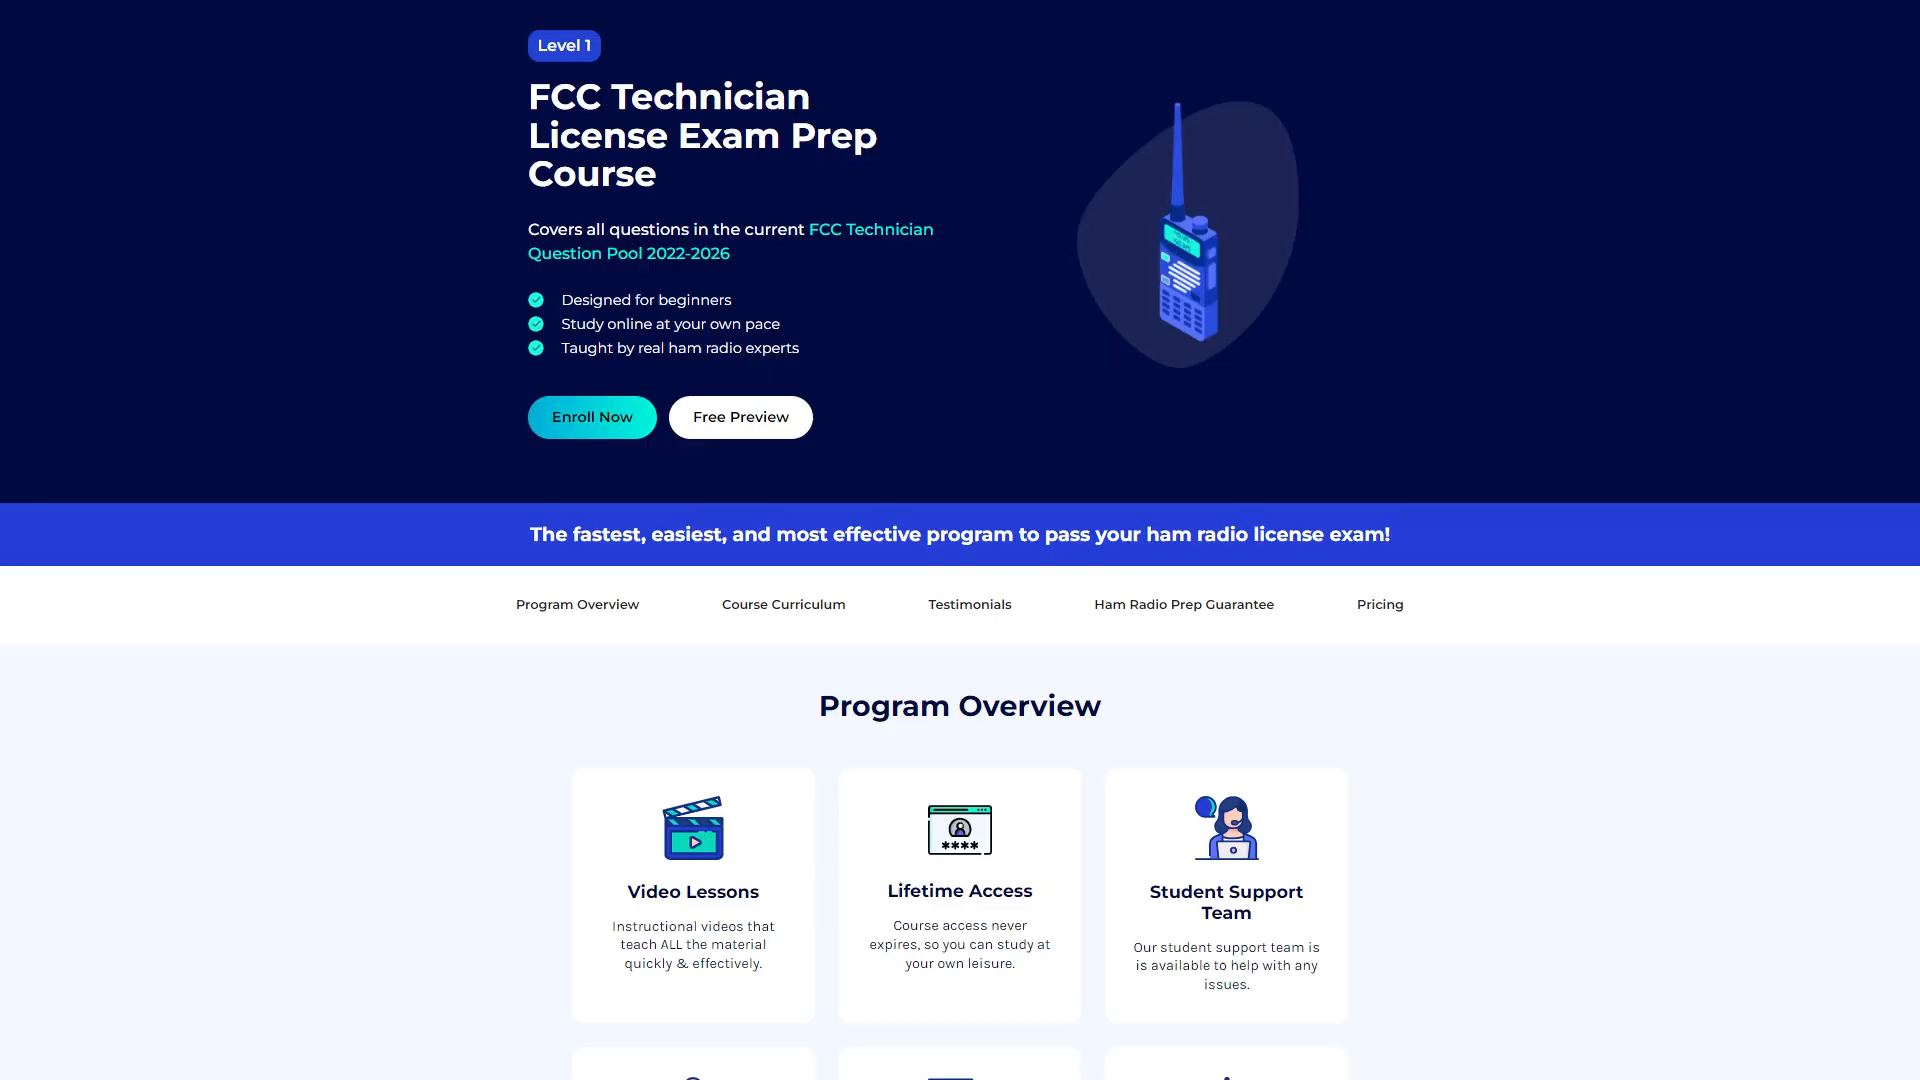 Level 1
FCC Technician
License Exam Prep
Course
Covers all questions in the current FCC Technician
Question Pool 2022-2026
Designed for beginners
Study online at your own pace
Taught by real ham radio experts
Enroll Now
Free Preview
The fastest, easiest, and most effective program to pass your ham radio license exam!
Program Overview
Course Curriculum
Testimonials
Ham Radio Prep Guarantee
Pricing
Program Overview
Video Lessons
Instructional videos that
teach ALL the material
quickly & effectively.
****
Lifetime Access
Course access never
expires, so you can study at
your own leisure.
Student Support
Team
Our student support team is
is available to help with any
issues.